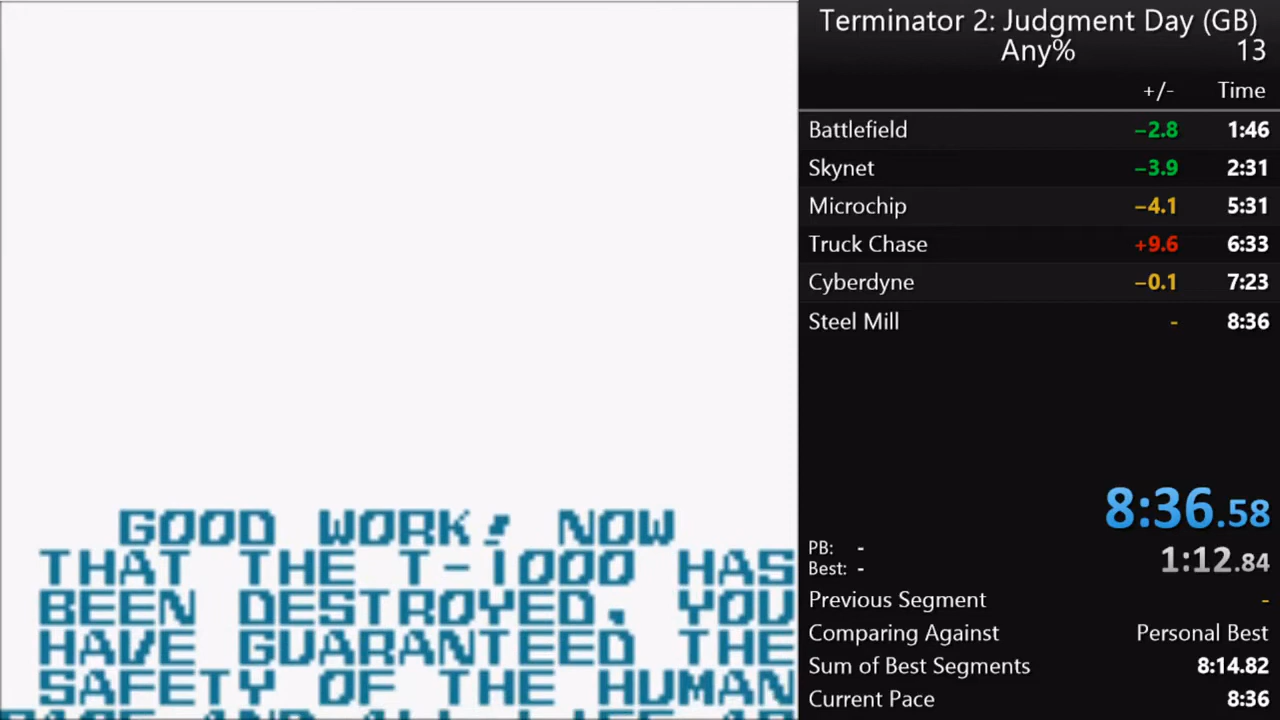 Terminator 2: Judgment Day (GB)
Any% 13
+/- Time
Battlefield −2.8 1:46
Skynet −3.9 2:31
Microchip −4.1 5:31
Truck Chase +9.6 6:33
Cyberdyne −0.1 7:23
Steel Mill - 8:36
8:36.58
PB: -
1:12.84
Best: -
Previous Segment -
Comparing Against Personal Best
Sum of Best Segments 8:14.82
Current Pace 8:36
GOOD WORK! NOW
THAT THE T-1000 HAS
BEEN DESTROYED, YOU
HAVE GUARANTEED THE
SAFETY OF THE HUMAN
RACE AND ALL LIFE